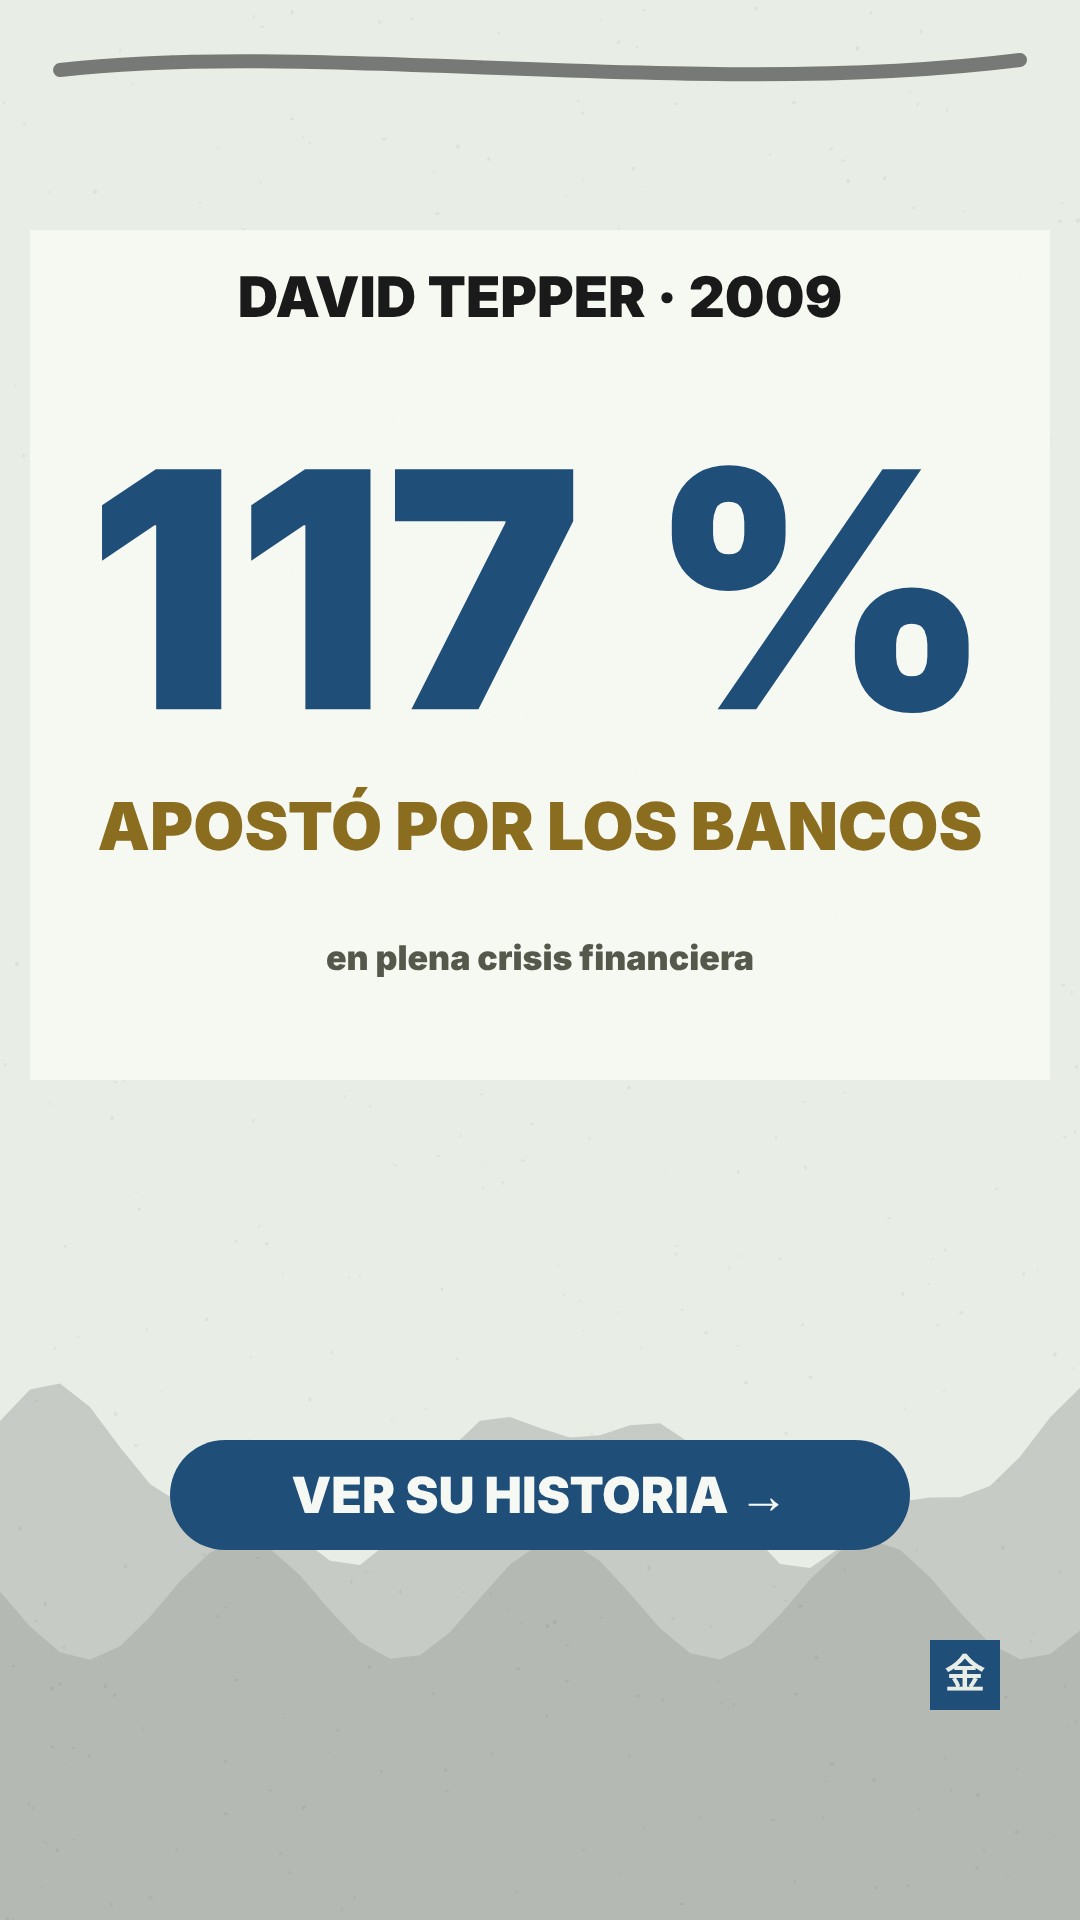 DAVID TEPPER · 2009
117 %
APOSTÓ POR LOS BANCOS
en plena crisis financiera
VER SU HISTORIA →
金